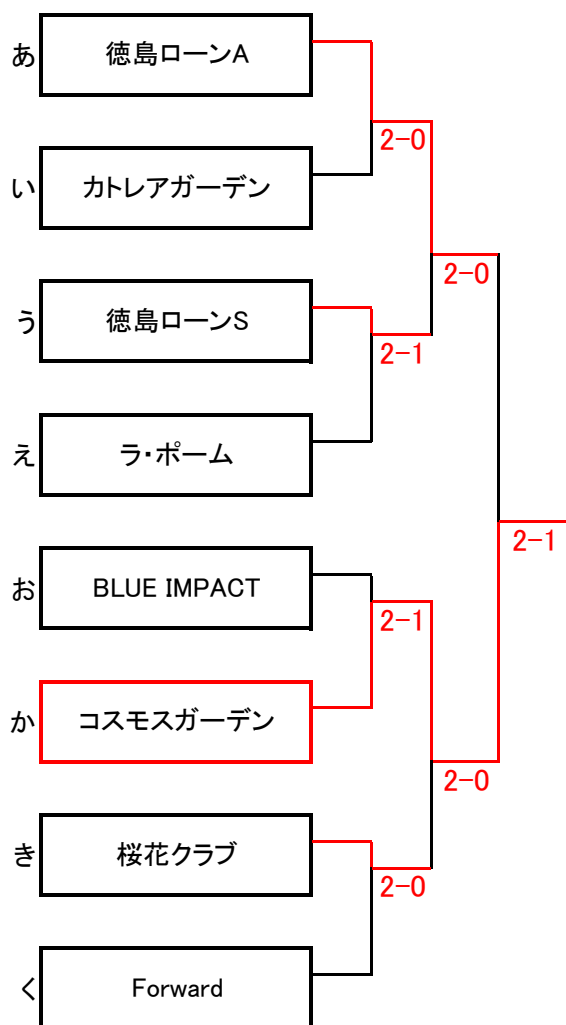 あ 徳島ローンA
2-0
い カトレアガーデン
2-0
う 徳島ローンS
2-1
え ラ・ポーム
2-1
お BLUE IMPACT
2-1
か コスモスガーデン
2-0
き 桜花クラブ
2-0
く Forward